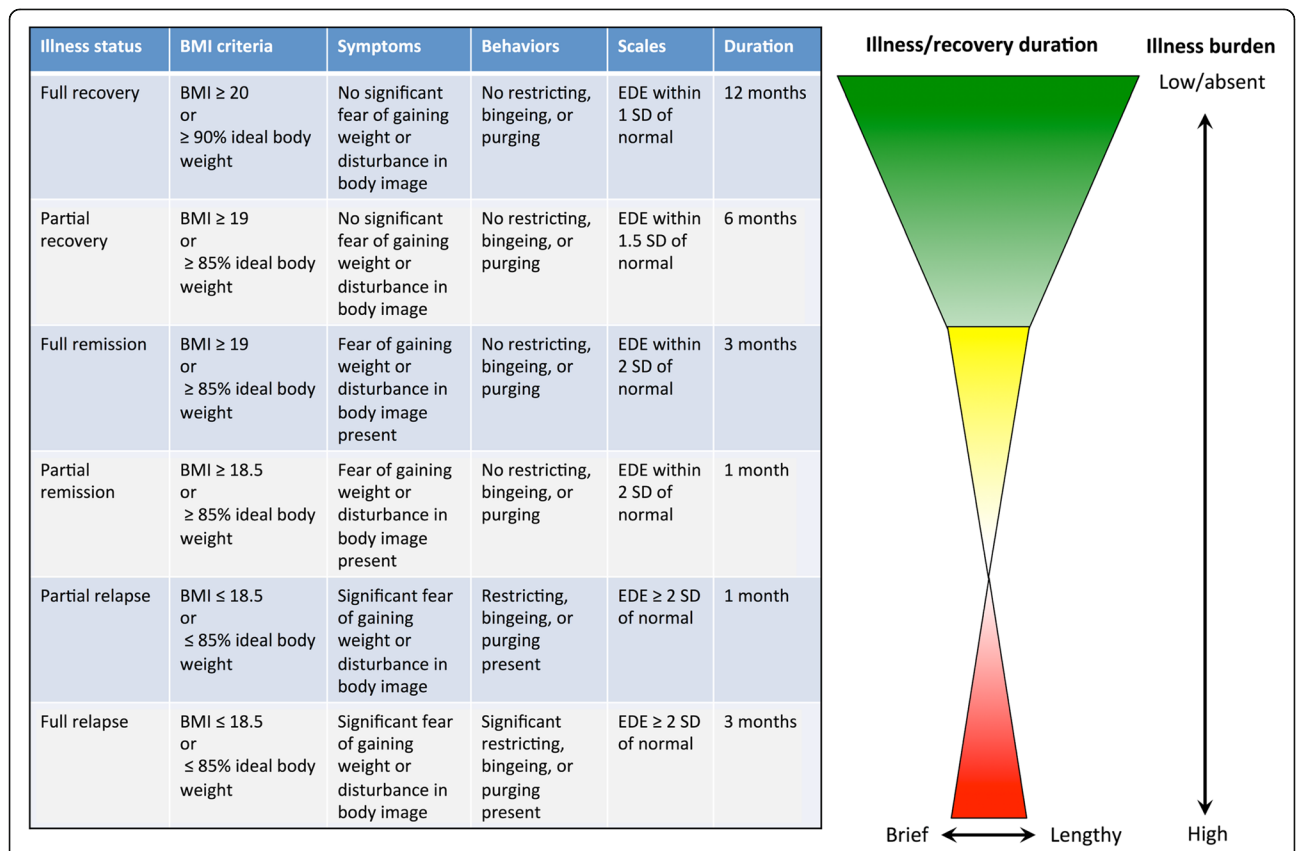 Illness status BMI criteria Symptoms Behaviors Scales Duration
Full recovery
BMI ≥ 20
or
≥ 90% ideal body
weight
No significant
fear of gaining
weight or
disturbance in
body image
No restricting,
bingeing, or
purging
EDE within
1 SD of
normal
12 months
Partial
recovery
BMI ≥ 19
or
≥ 85% ideal body
weight
No significant
fear of gaining
weight or
disturbance in
body image
No restricting,
bingeing, or
purging
EDE within
1.5 SD of
normal
6 months
Full remission
BMI ≥ 19
or
≥ 85% ideal body
weight
Fear of gaining
weight or
disturbance in
body image
present
No restricting,
bingeing, or
purging
EDE within
2 SD of
normal
3 months
Partial
remission
BMI ≥ 18.5
or
≥ 85% ideal body
weight
Fear of gaining
weight or
disturbance in
body image
present
No restricting,
bingeing, or
purging
EDE within
2 SD of
normal
1 month
Partial relapse
BMI ≤ 18.5
or
≤ 85% ideal body
weight
Significant fear
of gaining
weight or
disturbance in
body image
Restricting,
bingeing, or
purging
present
EDE ≥ 2 SD
of normal
1 month
Full relapse
BMI ≤ 18.5
or
≤ 85% ideal body
weight
Significant fear
of gaining
weight or
disturbance in
body image
Significant
restricting,
bingeing, or
purging
present
EDE ≥ 2 SD
of normal
3 months
Illness/recovery duration
Illness burden
Low/absent
Brief
Lengthy
High